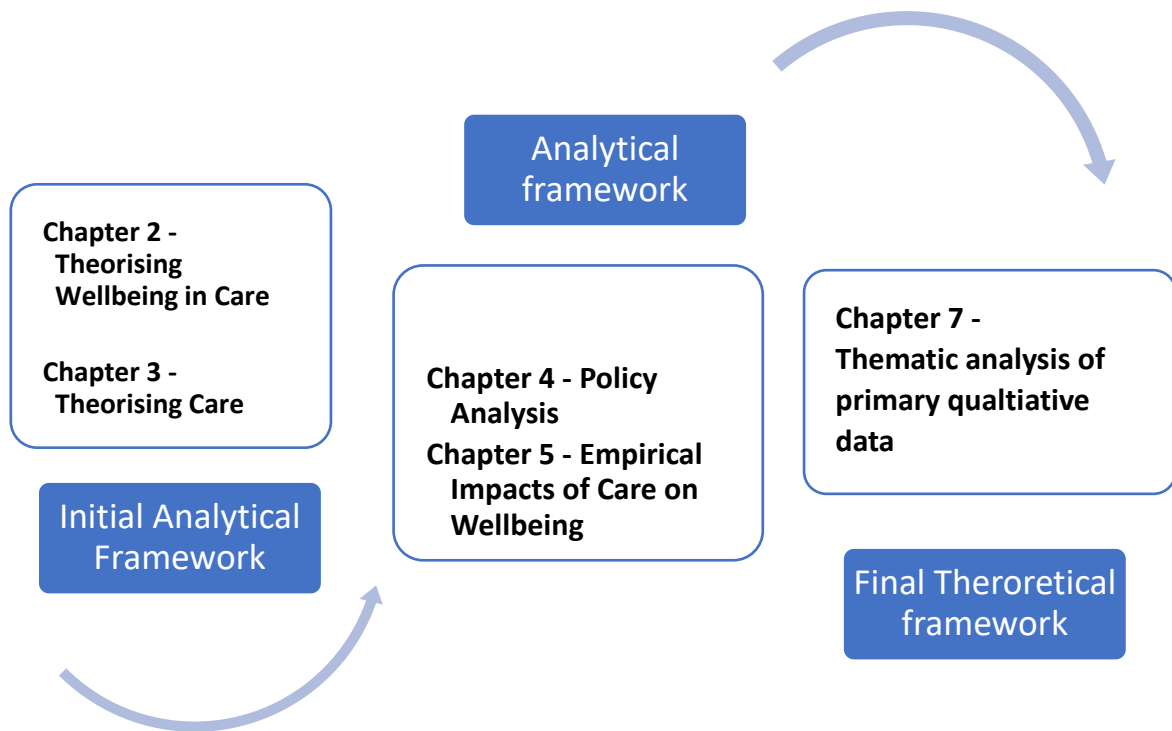 Chapter 2 -
Theorising
Wellbeing in Care
Chapter 3 -
Theorising Care
Initial Analytical
Framework
Analytical
framework
Chapter 4 - Policy
Analysis
Chapter 5 - Empirical
Impacts of Care on
Wellbeing
Chapter 7 -
Thematic analysis of
primary qualtiative
data
Final Theroretical
framework